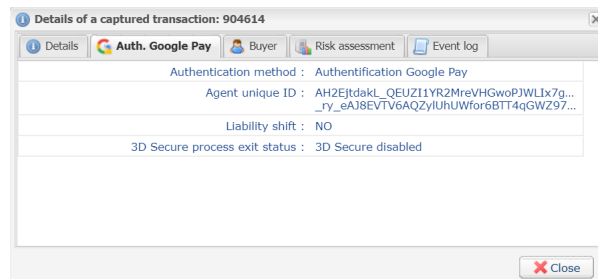 Details of a captured transaction: 904614
Details Auth. Google Pay Buyer Risk assessment Event log
Authentication method : Authentification Google Pay
Agent unique ID : AH2EjtdakL_QEUZI1YR2MreVHGwoPJWLIx7g...
_ry_eAJ8EVTV6AQZylUhUWfor6BTT4qGWZ97...
Liability shift : NO
3D Secure process exit status : 3D Secure disabled
Close